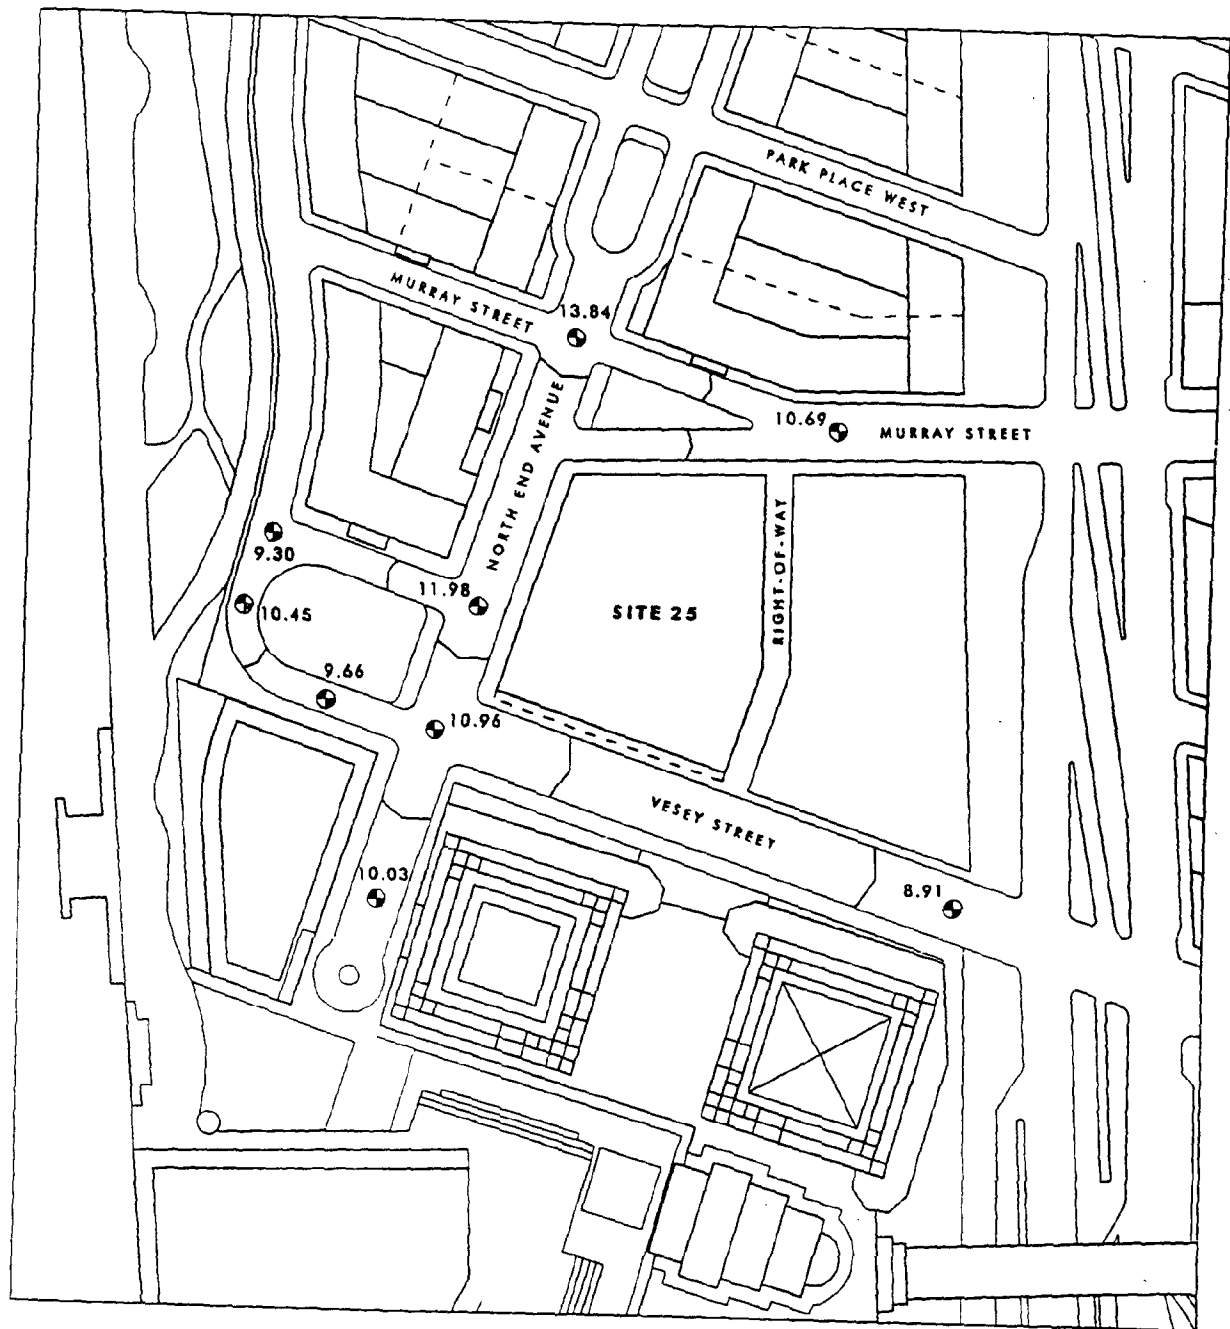 PARK PLACE WEST
MURRAY STREET
13.84
10.69
MURRAY STREET
NORTH END AVENUE
RIGHT-OF-WAY
9.30
11.98
10.45
SITE 25
9.66
10.96
VESEY STREET
10.03
8.91